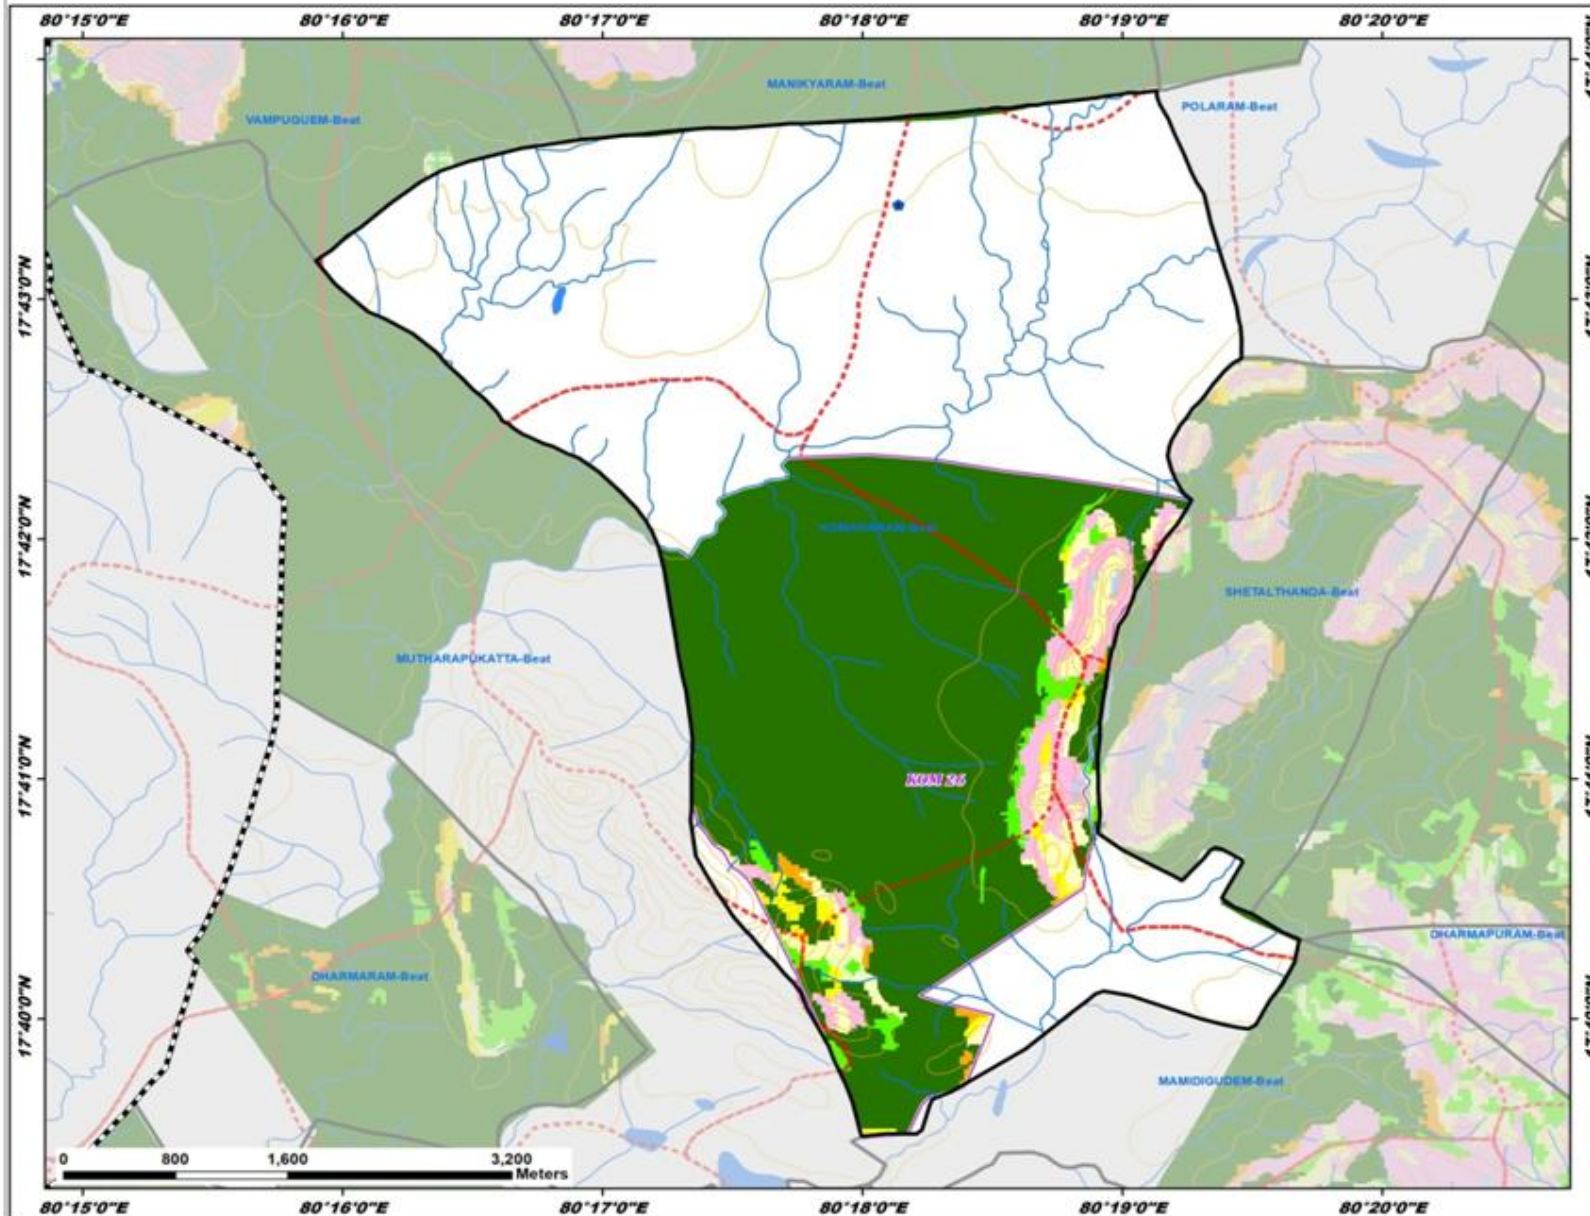 80°15'0"E 80°16'0"E 80°17'0"E 80°18'0"E 80°19'0"E 80°20'0"E
MANIKYARAM-Beat
POLARAM-Beat
VAMPUGUEM-Beat
17°43'0"N
17°42'0"N
SHETALTHANDA-Beat
MUTHARAPUKATTA-Beat
17°41'0"N
KOM 26
DHARMAPURAM-Beat
DHARMARAM-Beat
17°40'0"N
MAMIDIGUDEM-Beat
0 800 1,600 3,200
Meters
80°15'0"E 80°16'0"E 80°17'0"E 80°18'0"E 80°19'0"E 80°20'0"E